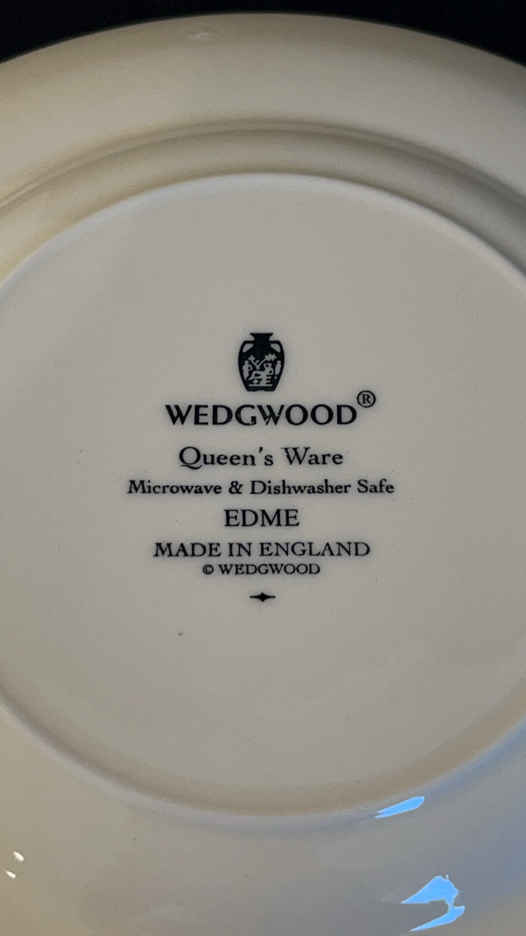 WEDGWOOD®
Queen's Ware
Microwave & Dishwasher Safe
EDME
MADE IN ENGLAND
© WEDGWOOD